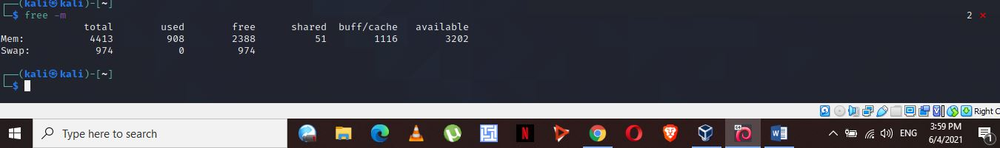 ┌──(kali㉿kali)-[~]
└─$ free -m 2 ⨯
total used free shared buff/cache available
Mem: 4413 908 2388 51 1116 3202
Swap: 974 0 974
┌──(kali㉿kali)-[~]
└─$
Right C
Type here to search
ENG
3:59 PM
6/4/2021
1